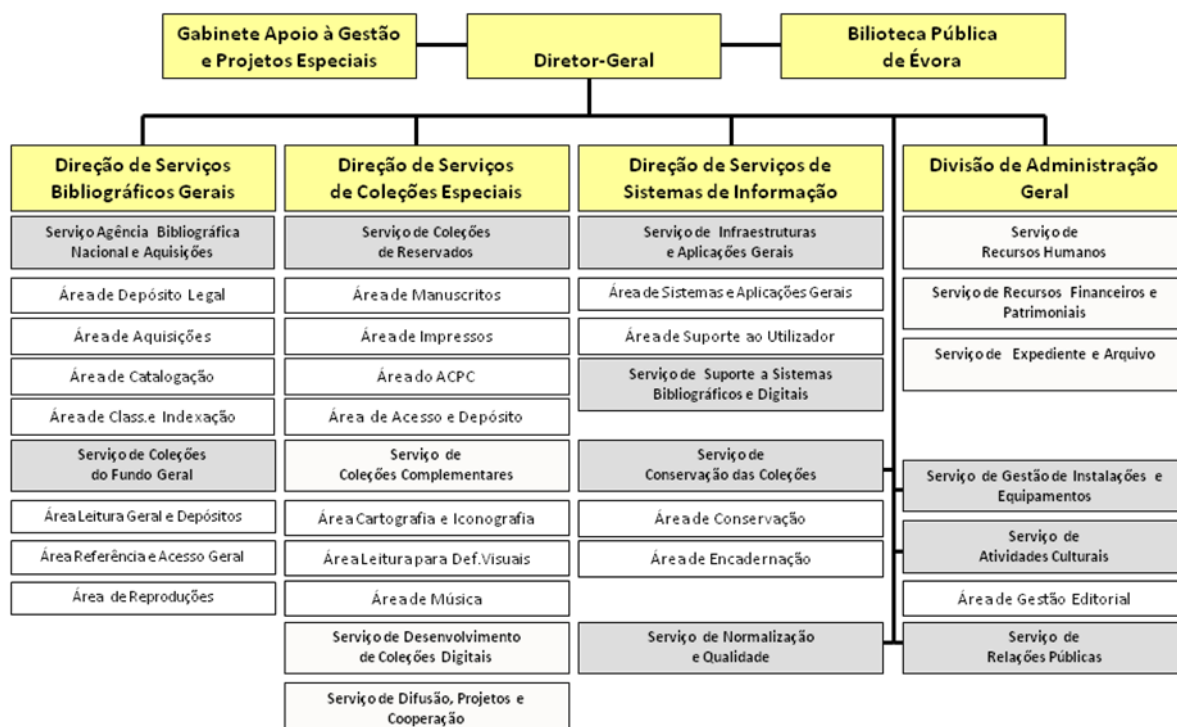 Gabinete Apoio à Gestão
e Projetos Especiais
Diretor-Geral
Bilioteca Pública
de Évora
Direção de Serviços
Bibliográficos Gerais
Serviço Agência Bibliográfica
Nacional e Aquisições
Área de Depósito Legal
Área de Aquisições
Área de Catalogação
Área de Class.e Indexação
Serviço de Coleções
do Fundo Geral
Área Leitura Geral e Depósitos
Área Referência e Acesso Geral
Área de Reproduções
Direção de Serviços
de Coleções Especiais
Serviço de Coleções
de Reservados
Área de Manuscritos
Área de Impressos
Área do ACPC
Área de Acesso e Depósito
Serviço de
Coleções Complementares
Área Cartografia e Iconografia
Área Leitura para Def.Visuais
Área de Música
Serviço de Desenvolvimento
de Coleções Digitais
Serviço de Difusão, Projetos e
Cooperação
Direção de Serviços de
Sistemas de Informação
Serviço de Infraestruturas
e Aplicações Gerais
Área de Sistemas e Aplicações Gerais
Área de Suporte ao Utilizador
Serviço de Suporte a Sistemas
Bibliográficos e Digitais
Serviço de
Conservação das Coleções
Área de Conservação
Área de Encadernação
Serviço de Normalização
e Qualidade
Divisão de Administração
Geral
Serviço de
Recursos Humanos
Serviço de Recursos Financeiros e
Patrimoniais
Serviço de Expediente e Arquivo
Serviço de Gestão de Instalações e
Equipamentos
Serviço de
Atividades Culturais
Área de Gestão Editorial
Serviço de
Relações Públicas